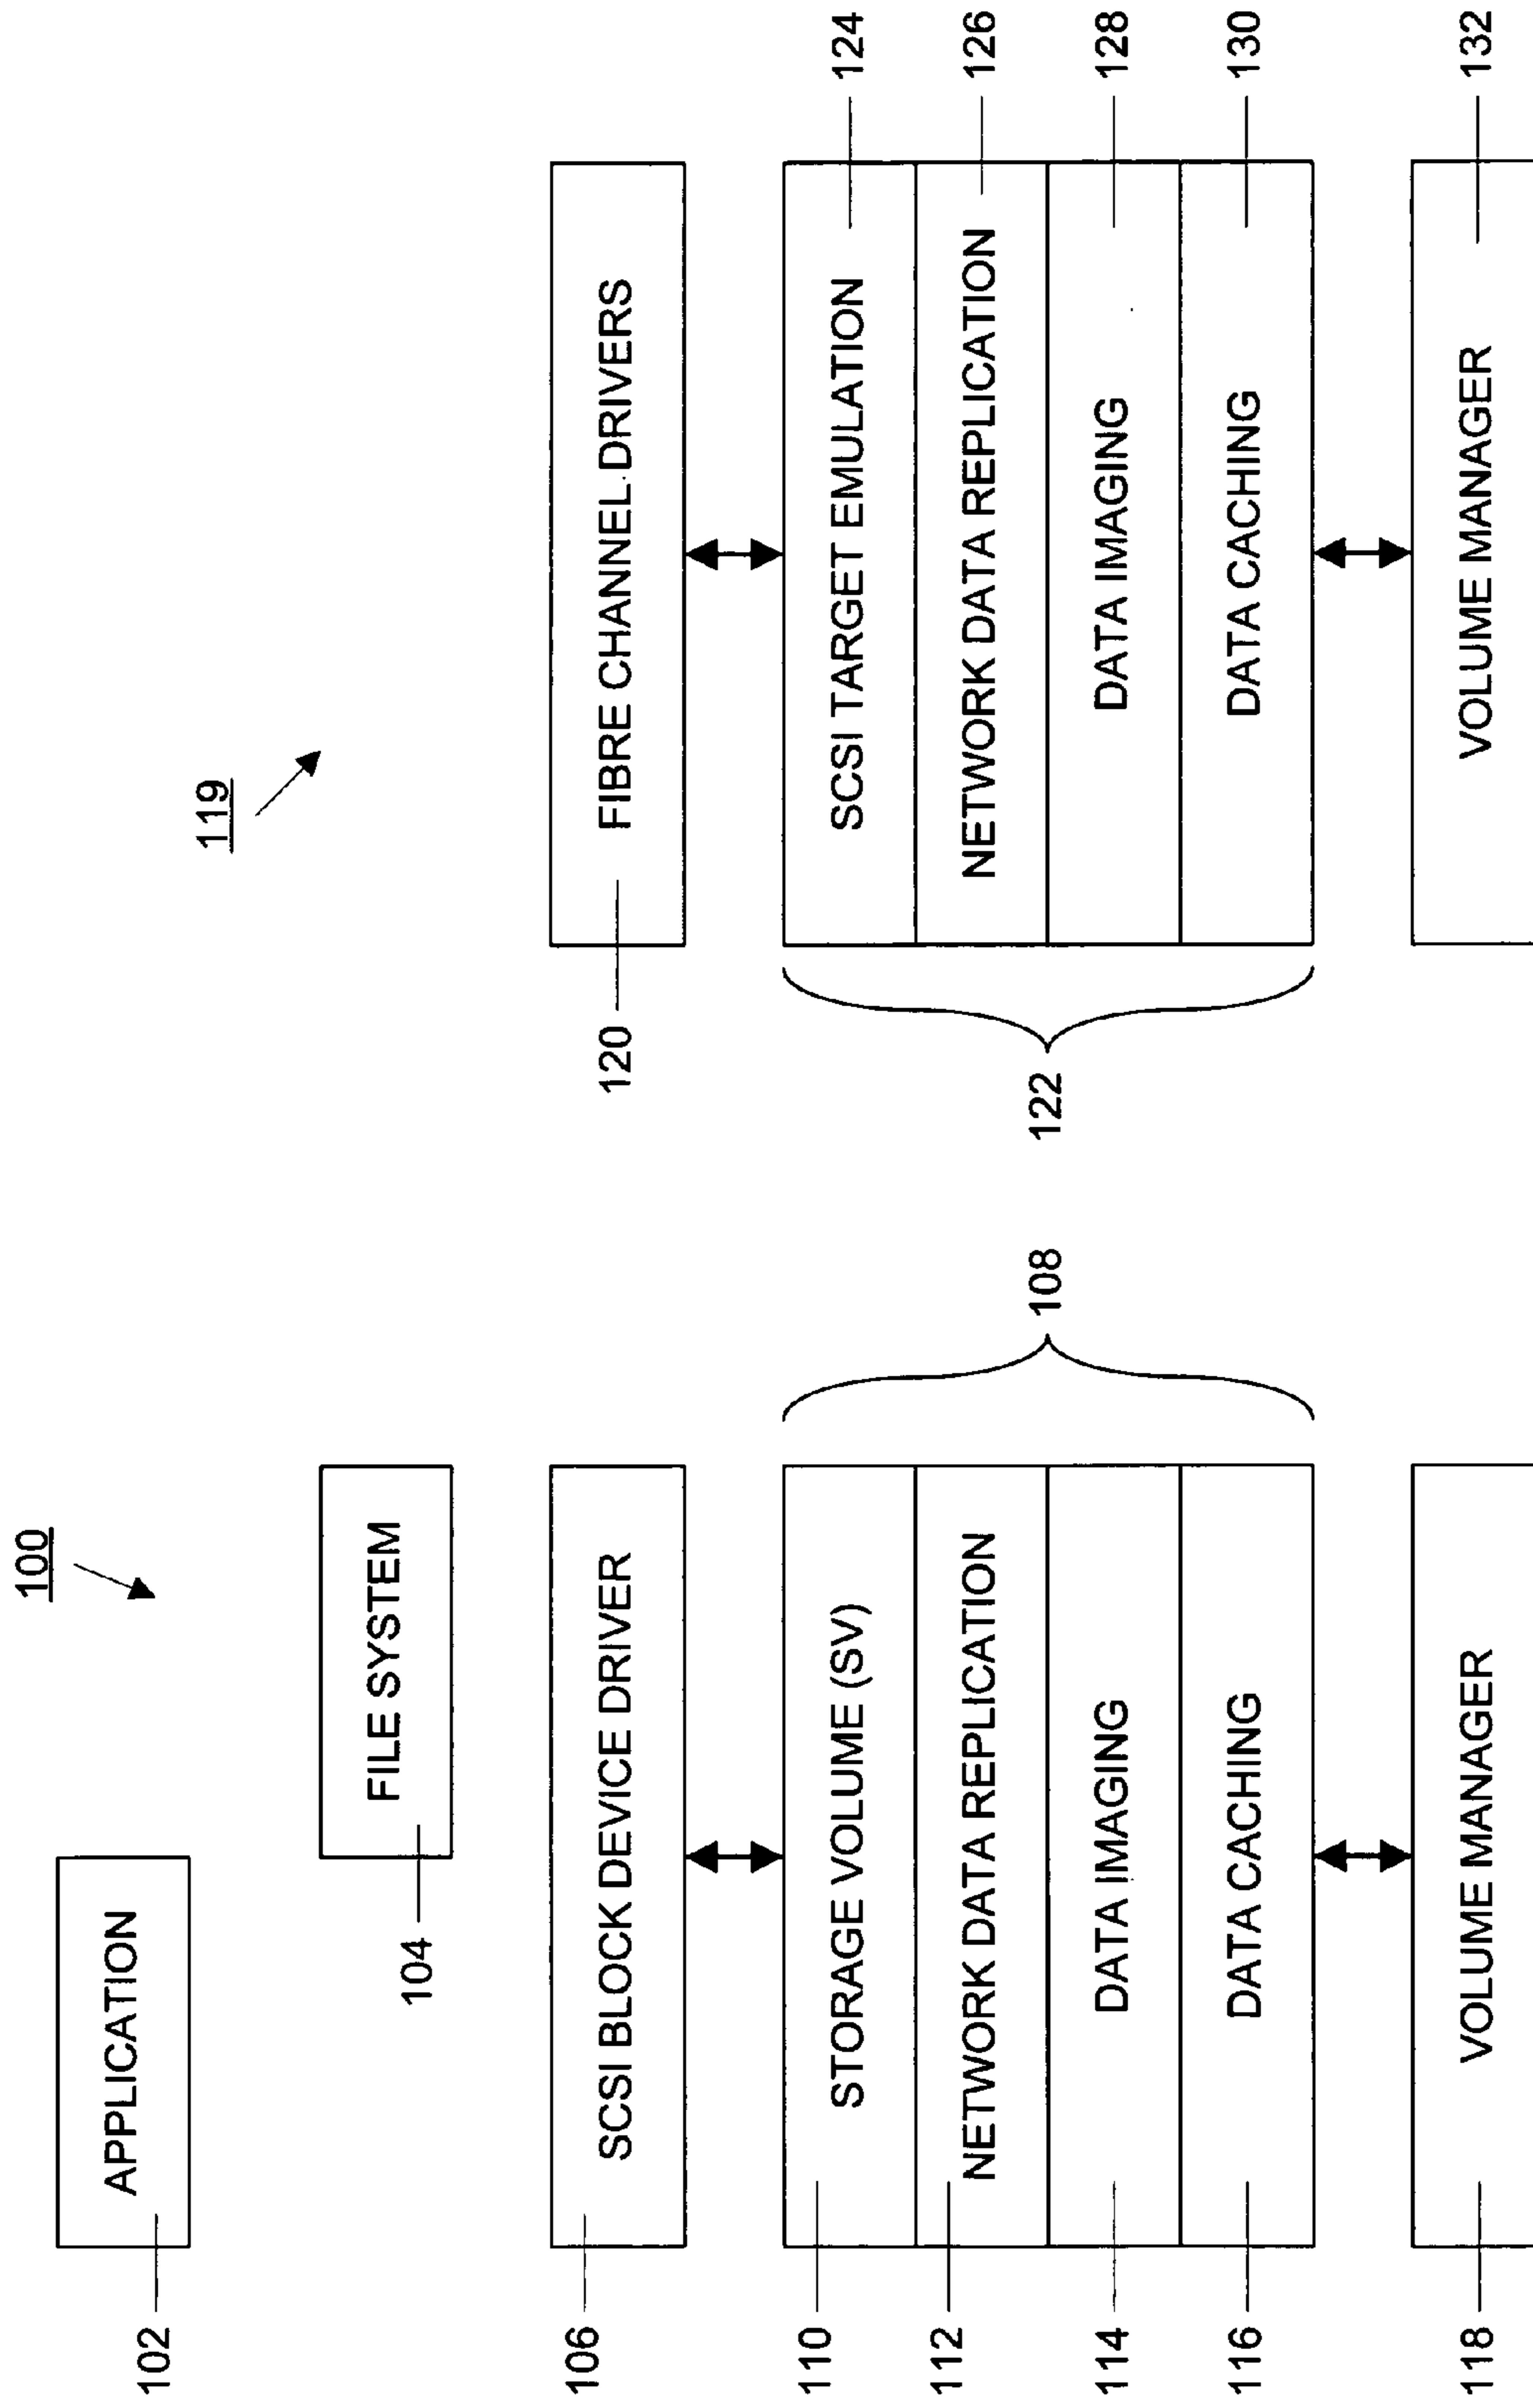 100
APPLICATION
102
FILE SYSTEM
104
SCSI BLOCK DEVICE DRIVER
106
STORAGE VOLUME (SV)
110
NETWORK DATA REPLICATION
112
DATA IMAGING
114
DATA CACHING
116
108
VOLUME MANAGER
118
119
FIBRE CHANNEL DRIVERS
120
SCSI TARGET EMULATION
124
NETWORK DATA REPLICATION
126
DATA IMAGING
128
DATA CACHING
130
122
VOLUME MANAGER
132